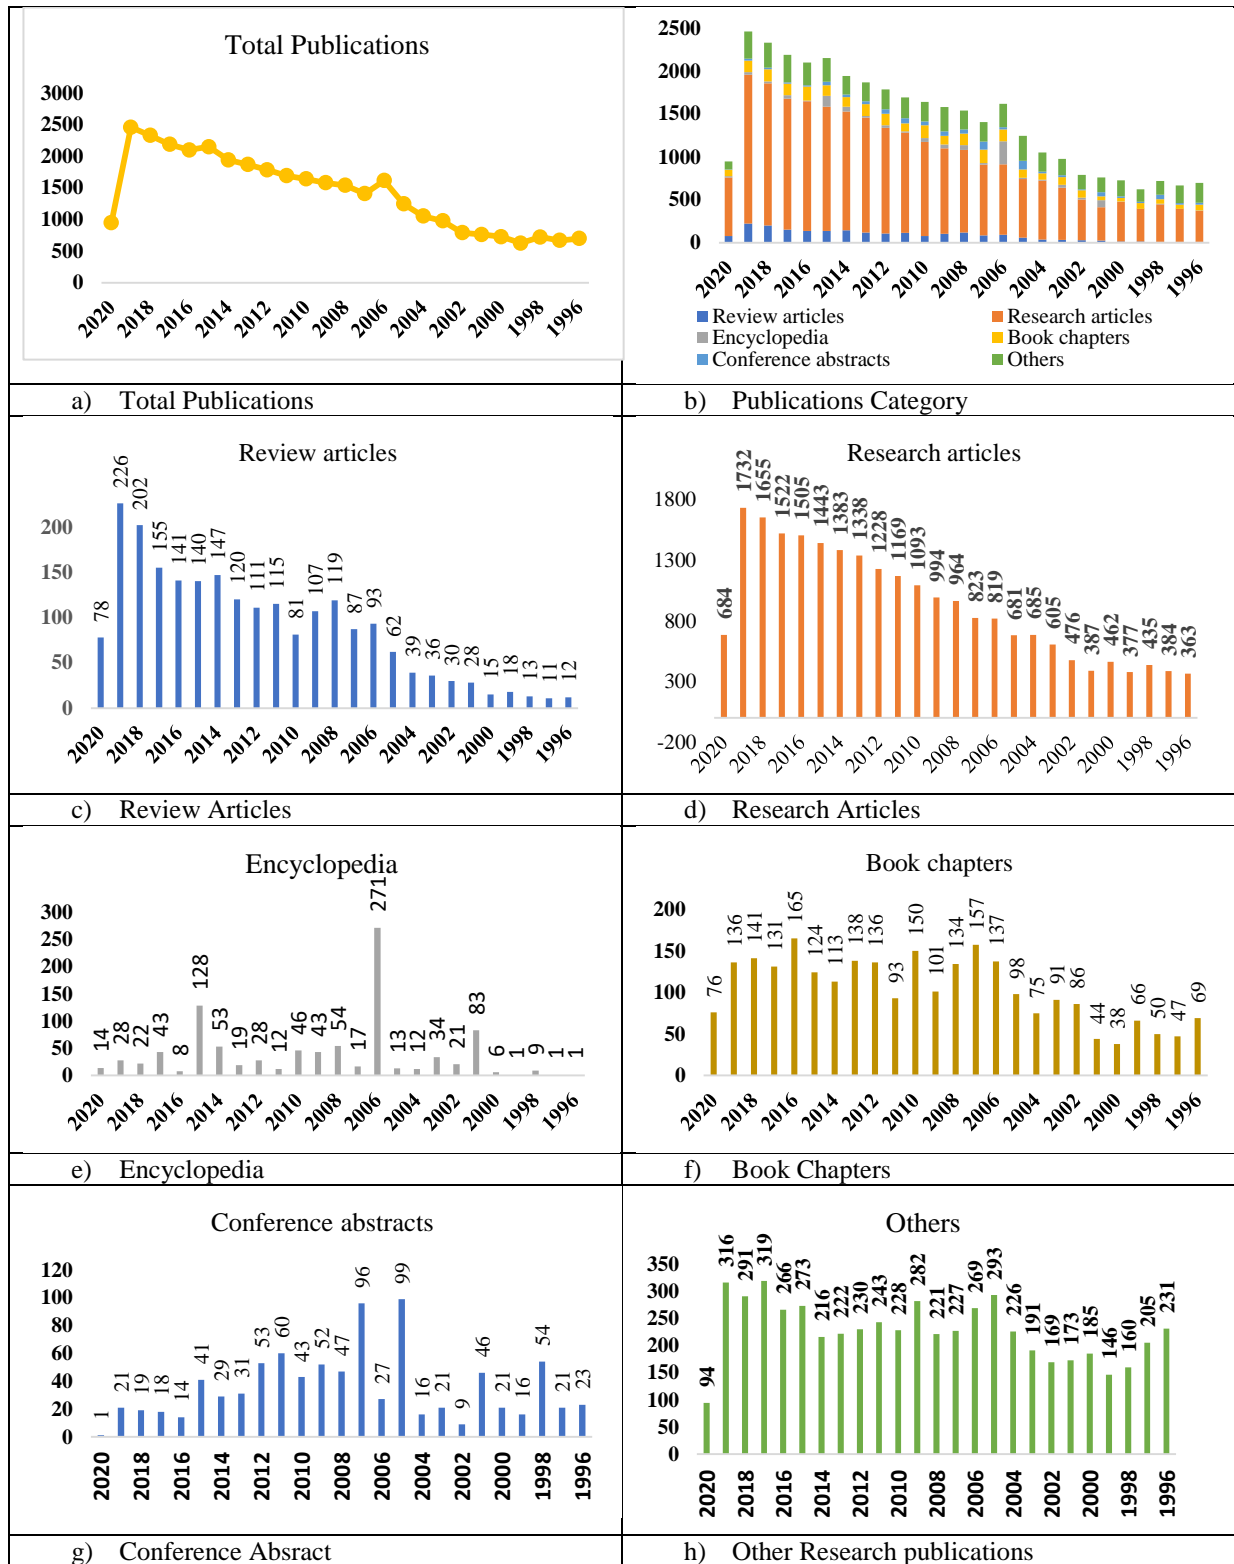 Total Publications
3000
2500
2000
1500
1000
500
0
2020 2018 2016 2014 2012 2010 2008 2006 2004 2002 2000 1998 1996
a) Total Publications
2500
2000
1500
1000
500
0
2020 2018 2016 2014 2012 2010 2008 2006 2004 2002 2000 1998 1996
Review articles Research articles
Encyclopedia Book chapters
Conference abstracts Others
b) Publications Category
Review articles
226 202 155 141 140 147 120 111 115 81 107 119 87 93 62 39 36 30 28 15 18 13 11 12
78
200
150
100
50
0
2020 2018 2016 2014 2012 2010 2008 2006 2004 2002 2000 1998 1996
c) Review Articles
Research articles
684 1732 1655 1522 1505 1443 1383 1338 1228 1169 1093 994 964 823 819 681 685 605 476 387 462 377 435 384 363
1800
1300
800
300
-200
2020 2018 2016 2014 2012 2010 2008 2006 2004 2002 2000 1998 1996
d) Research Articles
Encyclopedia
14 28 22 43 8 128 53 19 28 12 46 43 54 17 271 13 12 34 21 83 6 1 9 1 1
300
250
200
150
100
50
0
2020 2018 2016 2014 2012 2010 2008 2006 2004 2002 2000 1998 1996
e) Encyclopedia
Book chapters
76 136 141 131 165 124 113 138 136 93 150 101 134 157 137 98 75 91 86 44 38 66 50 47 69
200
150
100
50
0
2020 2018 2016 2014 2012 2010 2008 2006 2004 2002 2000 1998 1996
f) Book Chapters
Conference abstracts
1 21 19 18 14 41 29 31 53 60 43 52 47 96 27 99 16 21 9 46 21 16 54 21 23
120
100
80
60
40
20
0
2020 2018 2016 2014 2012 2010 2008 2006 2004 2002 2000 1998 1996
g) Conference Absract
Others
94 316 291 319 266 273 216 222 230 243 228 282 221 227 269 293 226 191 169 173 185 146 160 205 231
350
300
250
200
150
100
50
0
2020 2018 2016 2014 2012 2010 2008 2006 2004 2002 2000 1998 1996
h) Other Research publications